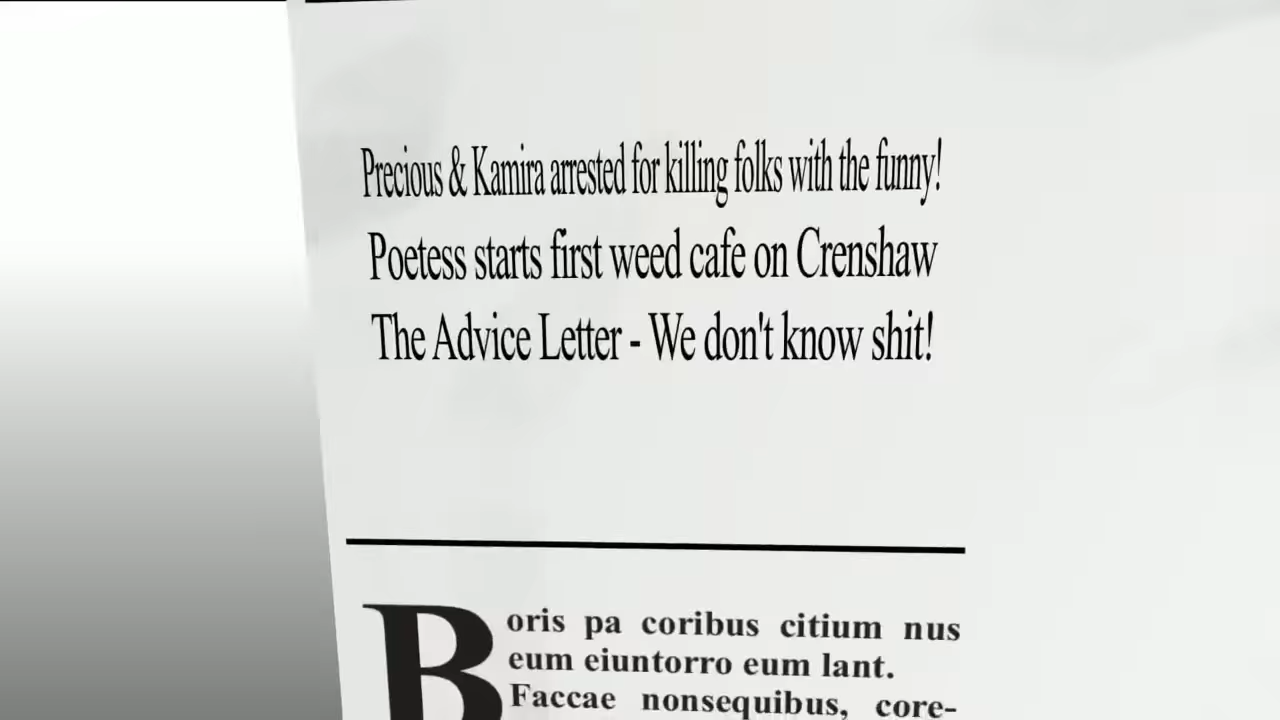 Precious & Kamira arrested for killing folks with the funny!
Poetess starts first weed cafe on Crenshaw
The Advice Letter - We don't know shit!
Boris pa coribus citium nus
eum eiuntorro eum lant.
Faccae nonsequibus, core-